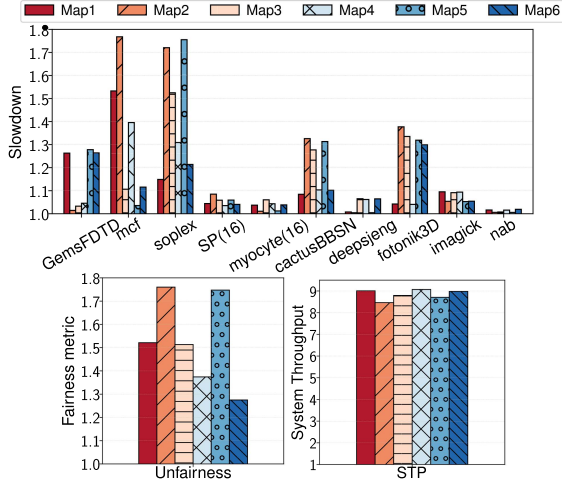 Map1 Map2 Map3 Map4 Map5 Map6
Slowdown
1.8
1.7
1.6
1.5
1.4
1.3
1.2
1.1
1.0
GemsFDTD
mcf
soplex
SP(16)
myocyte(16)
cactusBBSN
deepsjeng
fotonik3D
imagick
nab
Fairness metric
1.8
1.7
1.6
1.5
1.4
1.3
1.2
1.1
1.0
Unfairness
System Throughput
9
8
7
6
5
4
3
2
1
STP